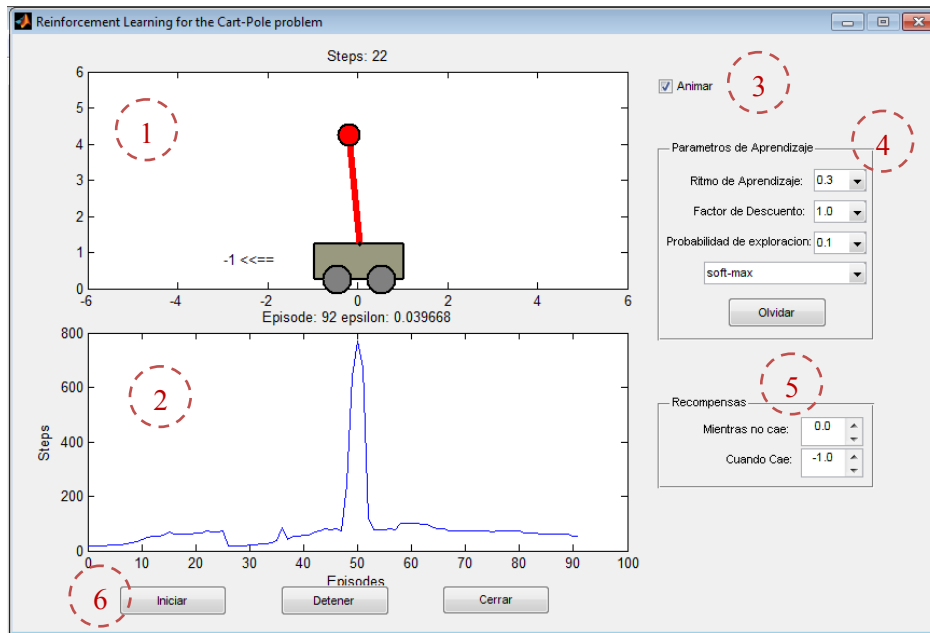 Reinforcement Learning for the Cart-Pole problem
Steps: 22
6
5
4
3
2
1
0
-6
-4
-2
0
2
4
6
-1 <<==
1
Episode: 92 epsilon: 0.039668
800
600
400
200
0
Steps
2
0
10
20
30
40
50
60
70
80
90
100
Episodes
Animar
3
4
Parametros de Aprendizaje
Ritmo de Aprendizaje: 0.3
Factor de Descuento: 1.0
Probabilidad de exploracion: 0.1
soft-max
Olvidar
5
Recompensas
Mientras no cae: 0.0
Cuando Cae: -1.0
6
Iniciar
Detener
Cerrar